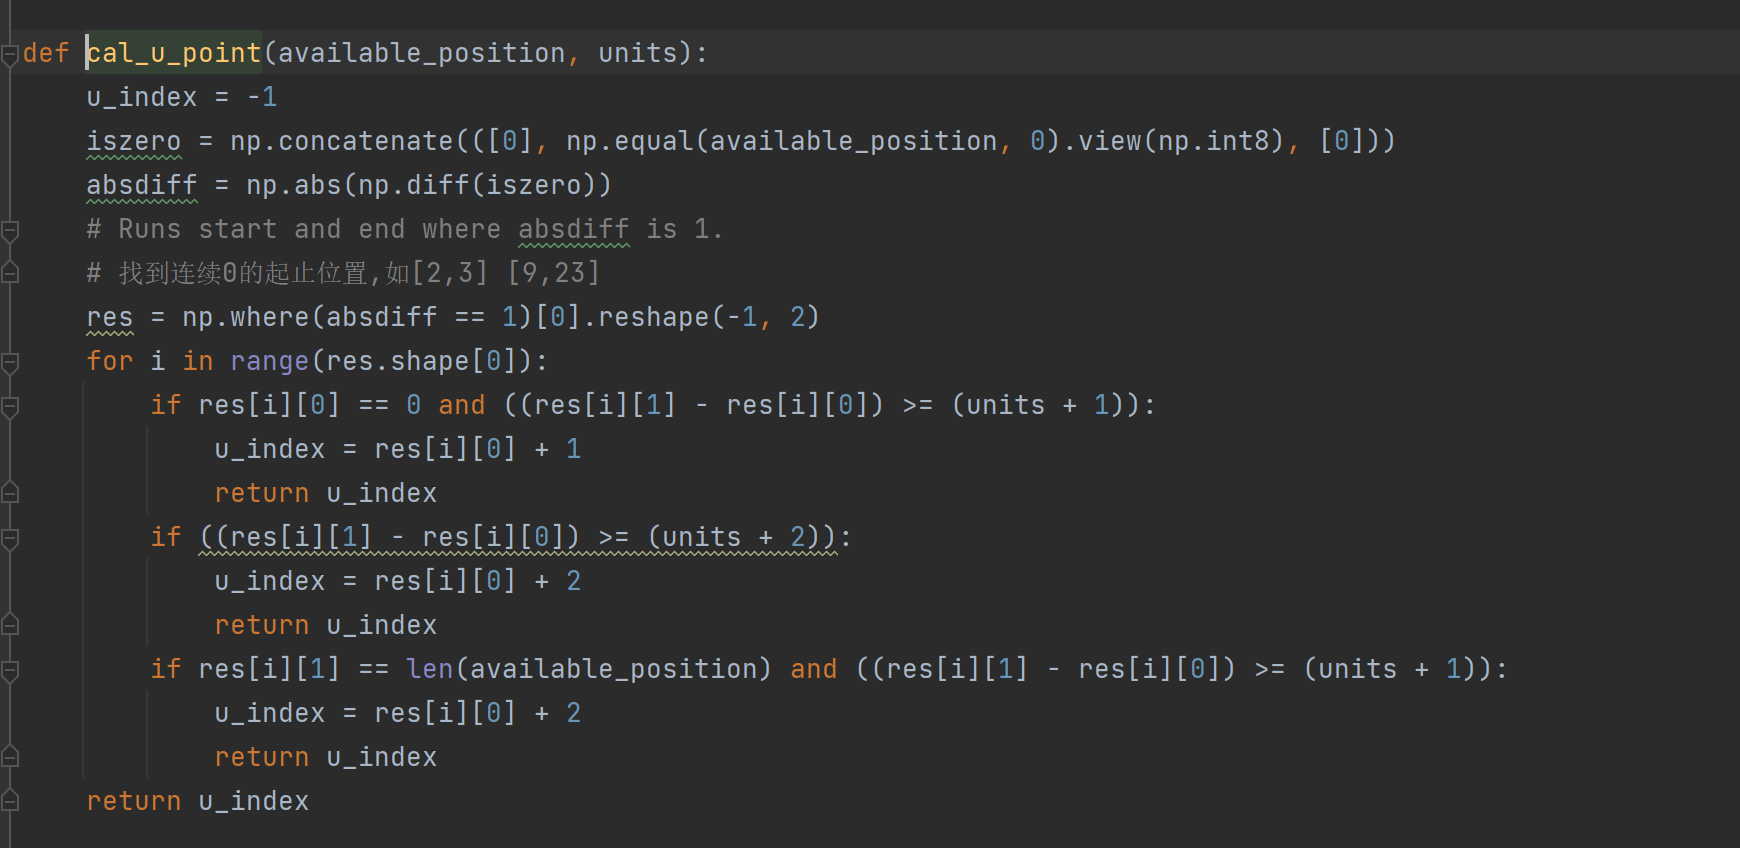 def cal_u_point(available_position, units):
    u_index = -1
    iszero = np.concatenate(([0], np.equal(available_position, 0).view(np.int8), [0]))
    absdiff = np.abs(np.diff(iszero))
    # Runs start and end where absdiff is 1.
    # 找到连续0的起止位置,如[2,3] [9,23]
    res = np.where(absdiff == 1)[0].reshape(-1, 2)
    for i in range(res.shape[0]):
        if res[i][0] == 0 and ((res[i][1] - res[i][0]) >= (units + 1)):
            u_index = res[i][0] + 1
            return u_index
        if ((res[i][1] - res[i][0]) >= (units + 2)):
            u_index = res[i][0] + 2
            return u_index
        if res[i][1] == len(available_position) and ((res[i][1] - res[i][0]) >= (units + 1)):
            u_index = res[i][0] + 2
            return u_index
    return u_index